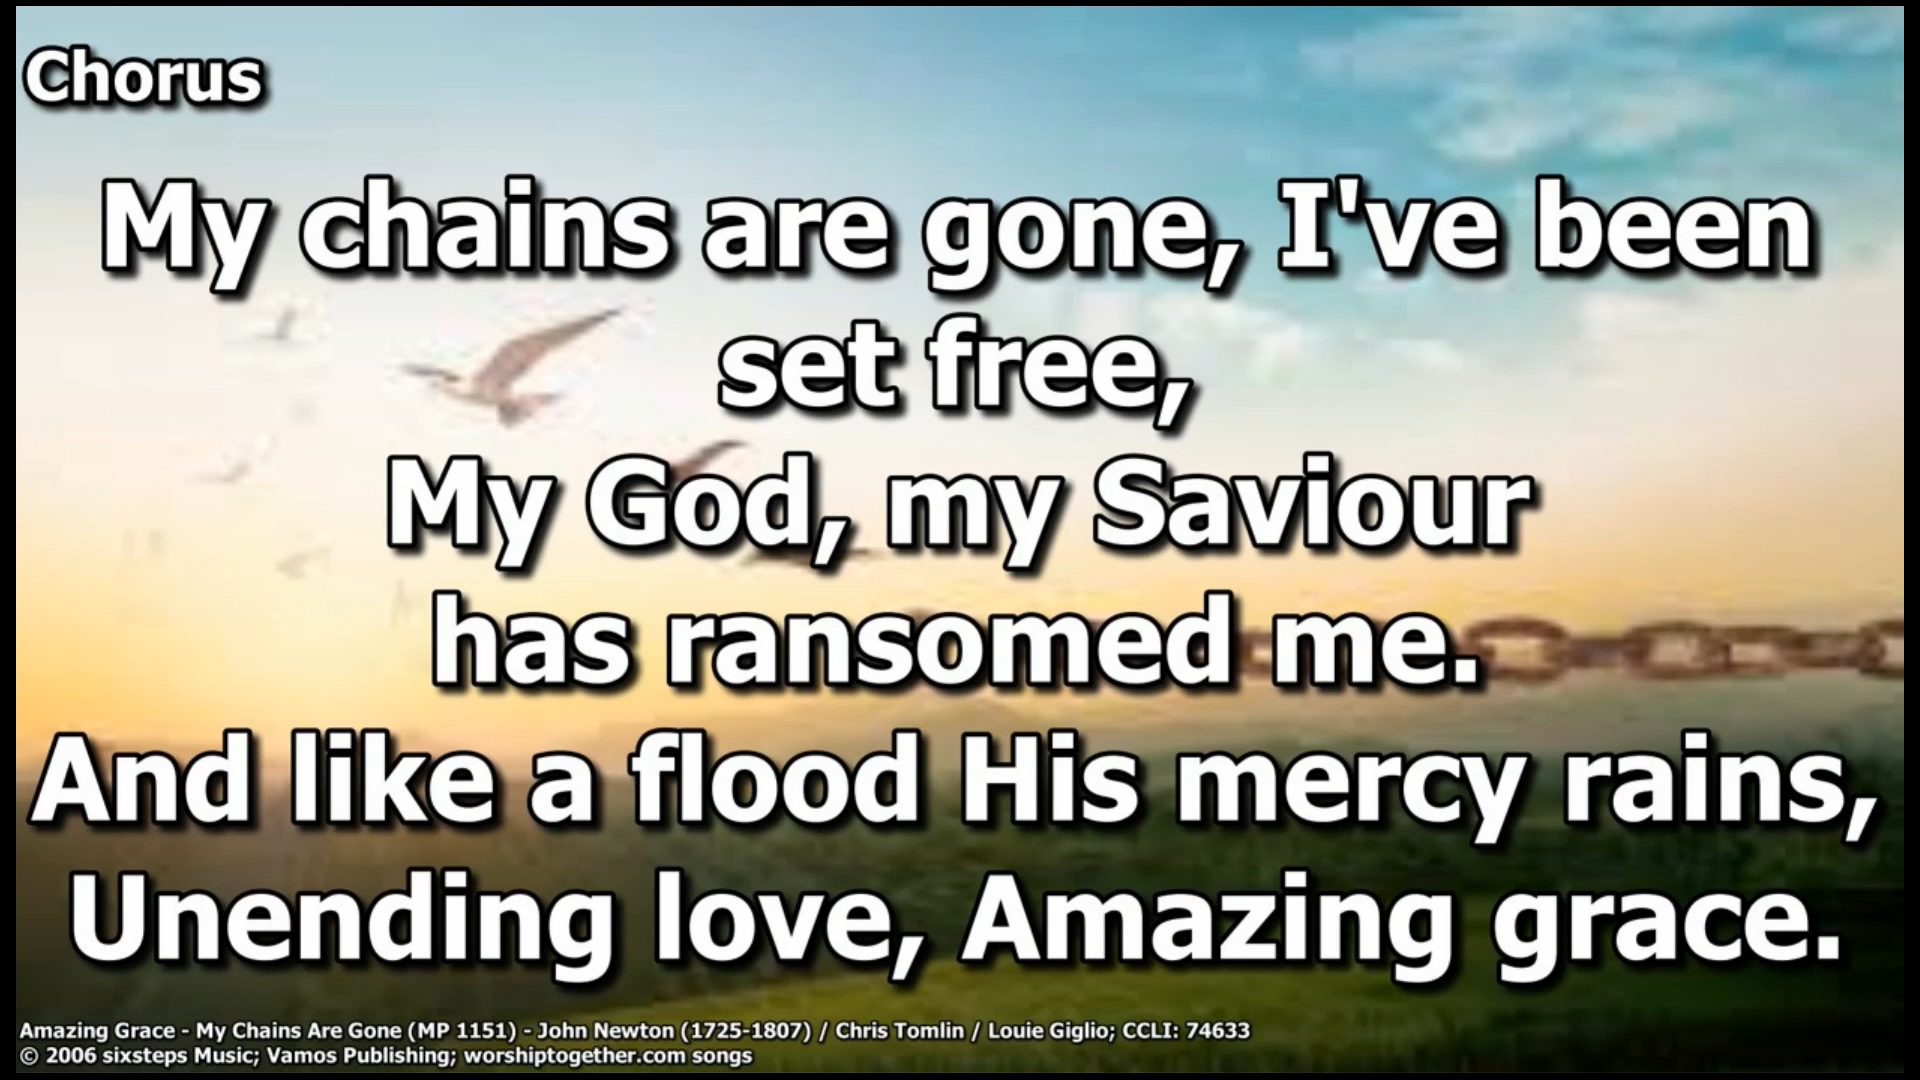 Chorus
My chains are gone, I've been
set free,
My God, my Saviour
has ransomed me.
And like a flood His mercy rains,
Unending love, Amazing grace.
Amazing Grace - My Chains Are Gone (MP 1151) - John Newton (1725-1807) / Chris Tomlin / Louie Giglio; CCLI: 74633
© 2006 sixsteps Music; Vamos Publishing; worshiptogether.com songs